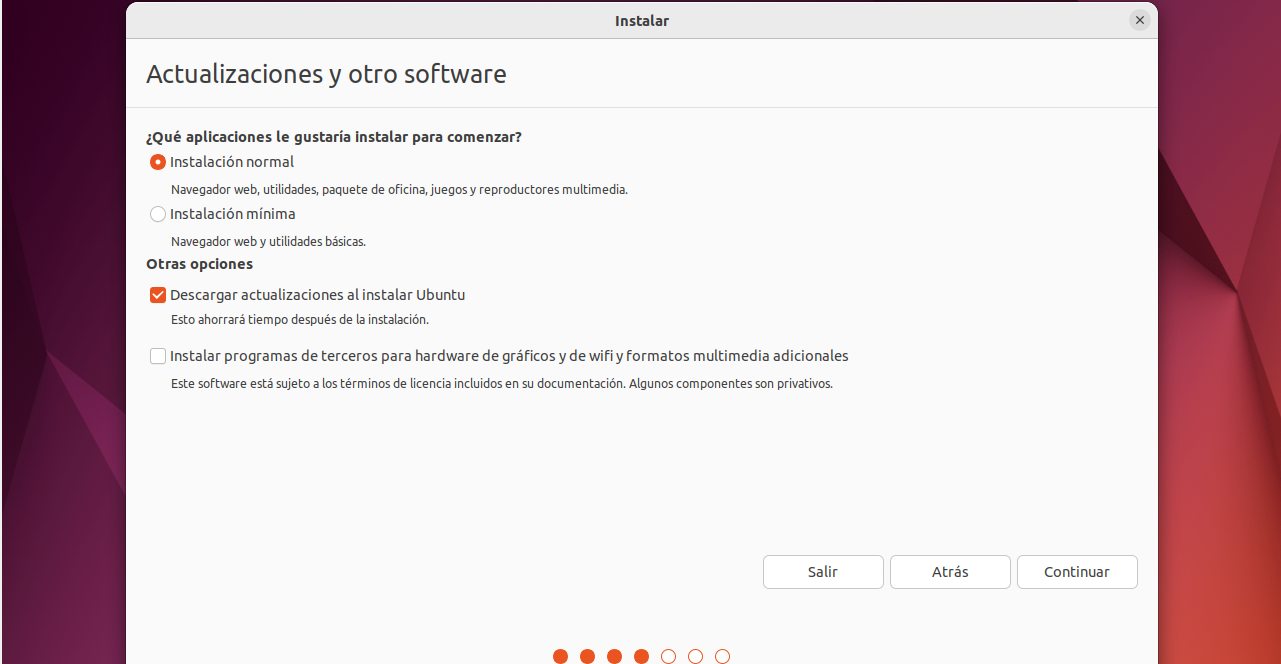 Instalar
Actualizaciones y otro software
¿Qué aplicaciones le gustaría instalar para comenzar?
Instalación normal
Navegador web, utilidades, paquete de oficina, juegos y reproductores multimedia.
Instalación mínima
Navegador web y utilidades básicas.
Otras opciones
Descargar actualizaciones al instalar Ubuntu
Esto ahorrará tiempo después de la instalación.
Instalar programas de terceros para hardware de gráficos y de wifi y formatos multimedia adicionales
Este software está sujeto a los términos de licencia incluidos en su documentación. Algunos componentes son privativos.
Salir Atrás Continuar